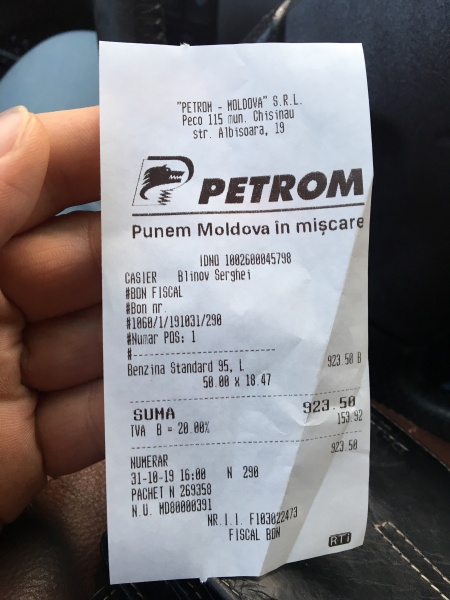 "PETROM - MOLDOVA" S.R.L.
Peco 115 mun. Chisinau
str. Albisoara, 19
PETROM
Punem Moldova în mişcare
IDNO 1002600045798
CASIER Blinov Serghei
#BON FISCAL
#Bon nr.
#1060/1/191031/290
#Numar POS: 1
#------------------------
Benzina Standard 95, L 923.50 B
50.00 x 18.47
SUMA 923.50
TVA B = 20.00% 153.92
NUMERAR 923.50
31-10-19 16:00 N 290
PACHET N 269358
N.U. MD80000391
NR.I.I. F103022473
FISCAL BON
RTi